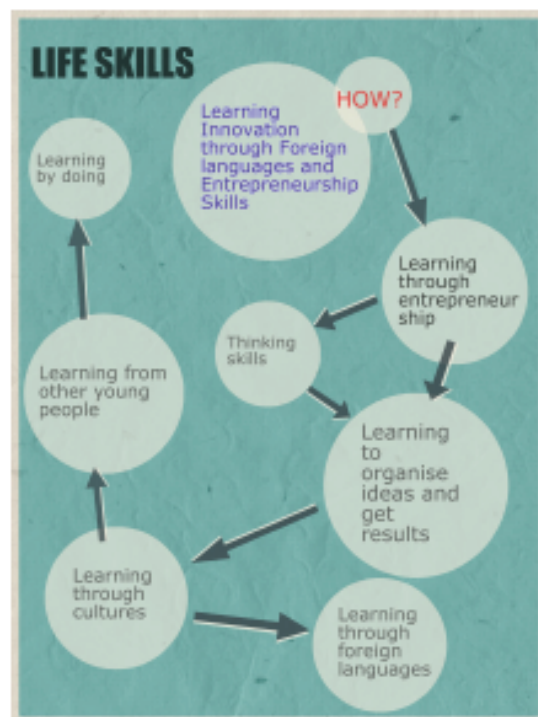 LIFE SKILLS
HOW?
Learning
Innovation
through Foreign
languages and
Entrepreneurship
Skills
Learning
by doing
Learning
through
entrepreneur
ship
Thinking
skills
Learning from
other young
people
Learning
to
organise
ideas and
get
results
Learning
through
cultures
Learning
through
foreign
languages